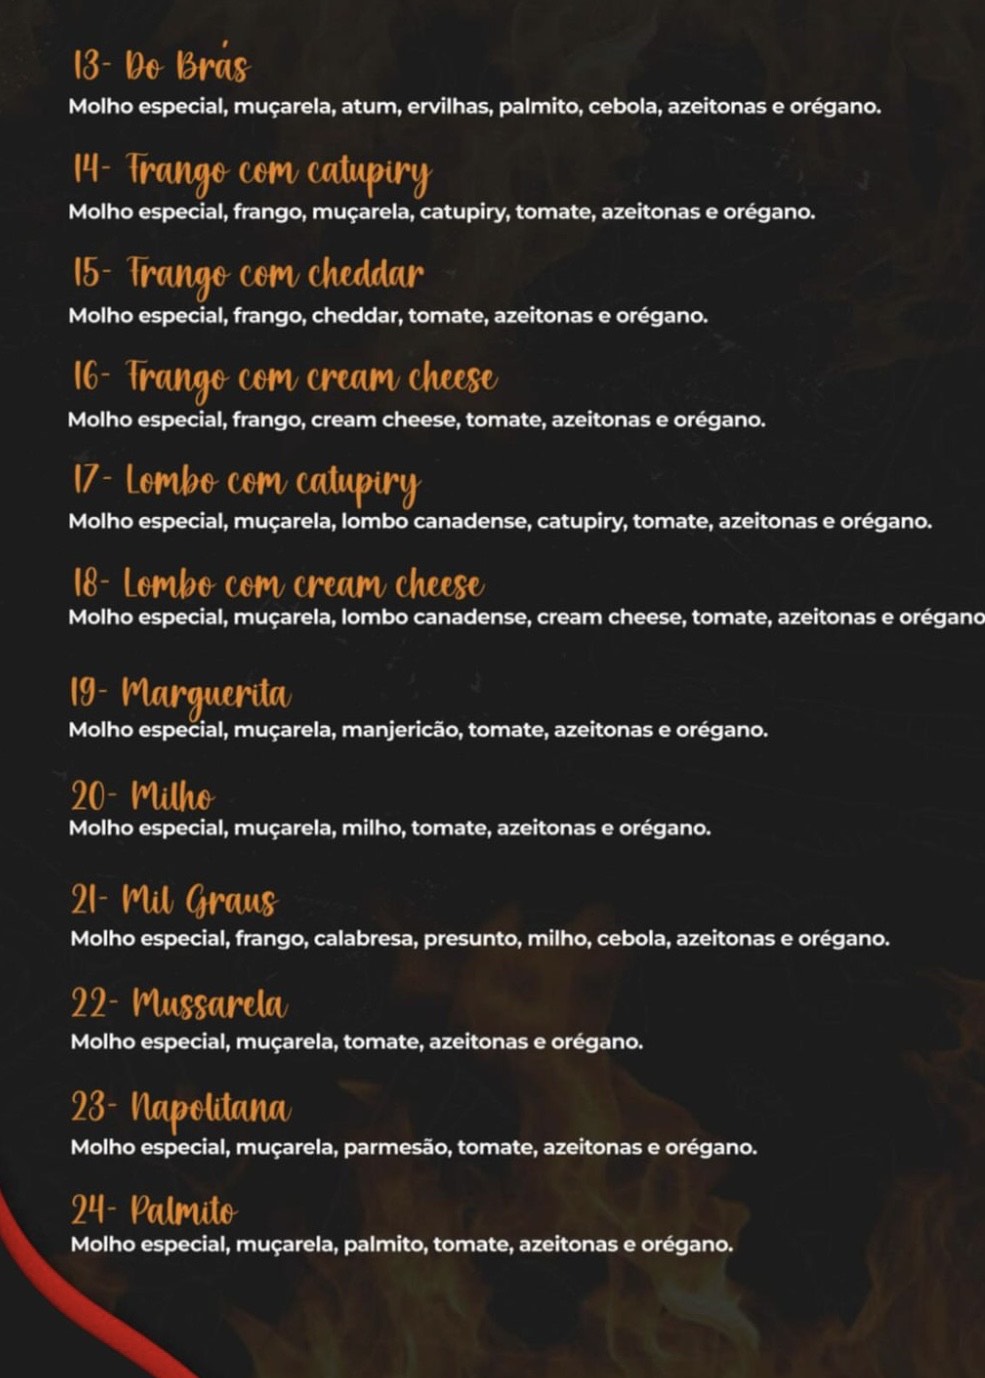 13- Do Brás
Molho especial, muçarela, atum, ervilhas, palmito, cebola, azeitonas e orégano.
14- Frango com catupiry
Molho especial, frango, muçarela, catupiry, tomate, azeitonas e orégano.
15- Frango com cheddar
Molho especial, frango, cheddar, tomate, azeitonas e orégano.
16- Frango com cream cheese
Molho especial, frango, cream cheese, tomate, azeitonas e orégano.
17- Lombo com catupiry
Molho especial, muçarela, lombo canadense, catupiry, tomate, azeitonas e orégano.
18- Lombo com cream cheese
Molho especial, muçarela, lombo canadense, cream cheese, tomate, azeitonas e orégano
19- Marguerita
Molho especial, muçarela, manjericão, tomate, azeitonas e orégano.
20- Milho
Molho especial, muçarela, milho, tomate, azeitonas e orégano.
21- Mil Graus
Molho especial, frango, calabresa, presunto, milho, cebola, azeitonas e orégano.
22- Mussarela
Molho especial, muçarela, tomate, azeitonas e orégano.
23- Napolitana
Molho especial, muçarela, parmesão, tomate, azeitonas e orégano.
24- Palmito
Molho especial, muçarela, palmito, tomate, azeitonas e orégano.